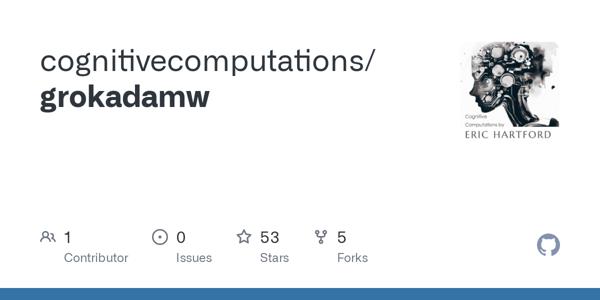 cognitivecomputations/
grokadamw
Cognitive
Computations by
ERIC HARTFORD
1
Contributor
0
Issues
53
Stars
5
Forks